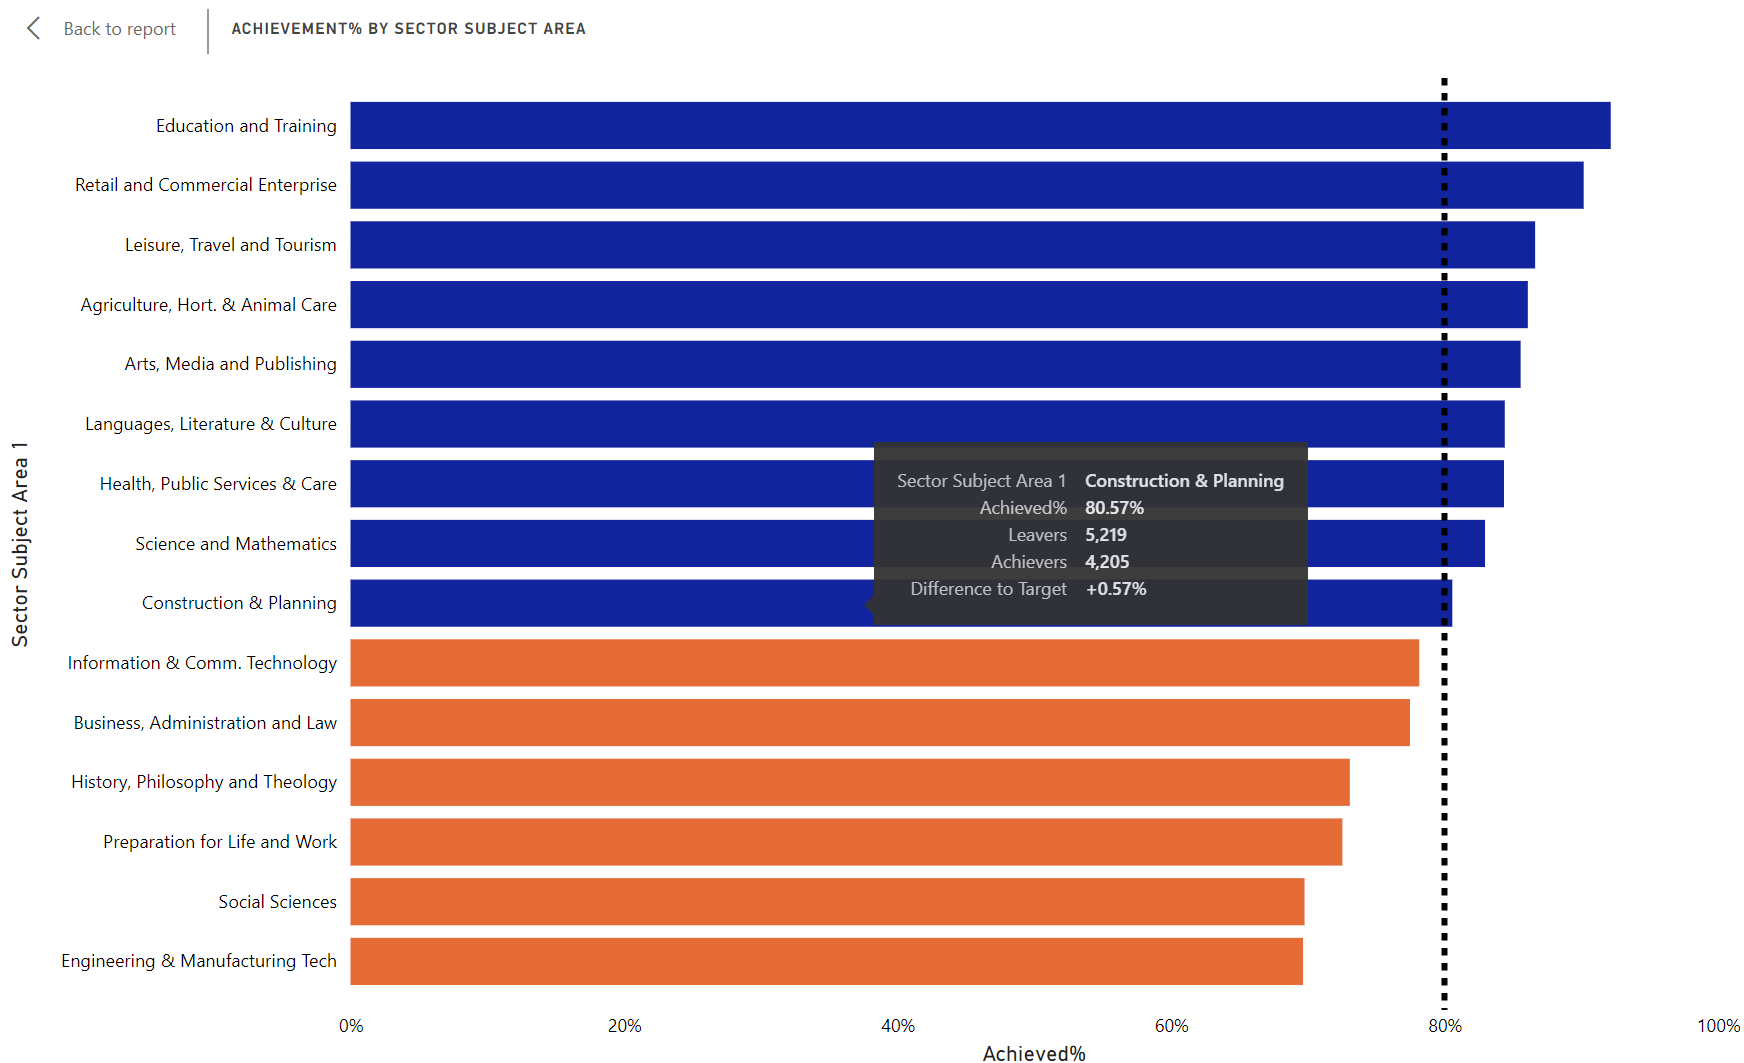 Back to report
ACHIEVEMENT% BY SECTOR SUBJECT AREA
Sector Subject Area 1
Education and Training
Retail and Commercial Enterprise
Leisure, Travel and Tourism
Agriculture, Hort. & Animal Care
Arts, Media and Publishing
Languages, Literature & Culture
Health, Public Services & Care
Science and Mathematics
Construction & Planning
Information & Comm. Technology
Business, Administration and Law
History, Philosophy and Theology
Preparation for Life and Work
Social Sciences
Engineering & Manufacturing Tech
Sector Subject Area 1 Construction & Planning
Achieved% 80.57%
Leavers 5,219
Achievers 4,205
Difference to Target +0.57%
0% 20% 40% 60% 80% 100%
Achieved%